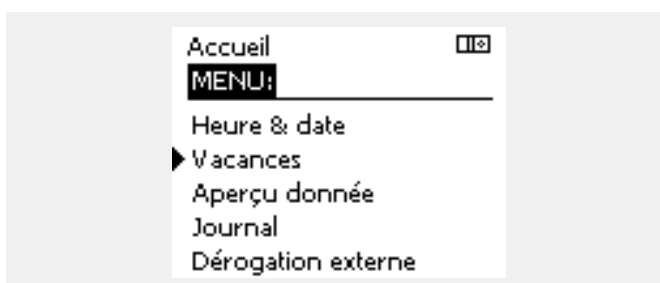 Accueil
MENU:
Heure & date
Vacances
Aperçu donnée
Journal
Dérogation externe